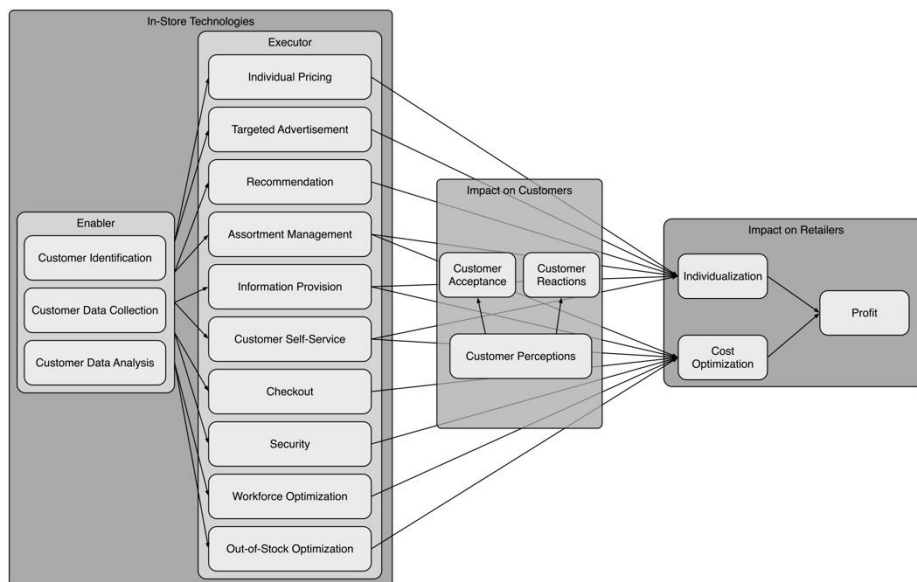 In-Store Technologies
Executor
Individual Pricing
Targeted Advertisement
Recommendation
Assortment Management
Information Provision
Customer Self-Service
Checkout
Security
Workforce Optimization
Out-of-Stock Optimization
Enabler
Customer Identification
Customer Data Collection
Customer Data Analysis
Impact on Customers
Customer
Acceptance
Customer
Reactions
Customer Perceptions
Impact on Retailers
Individualization
Cost
Optimization
Profit